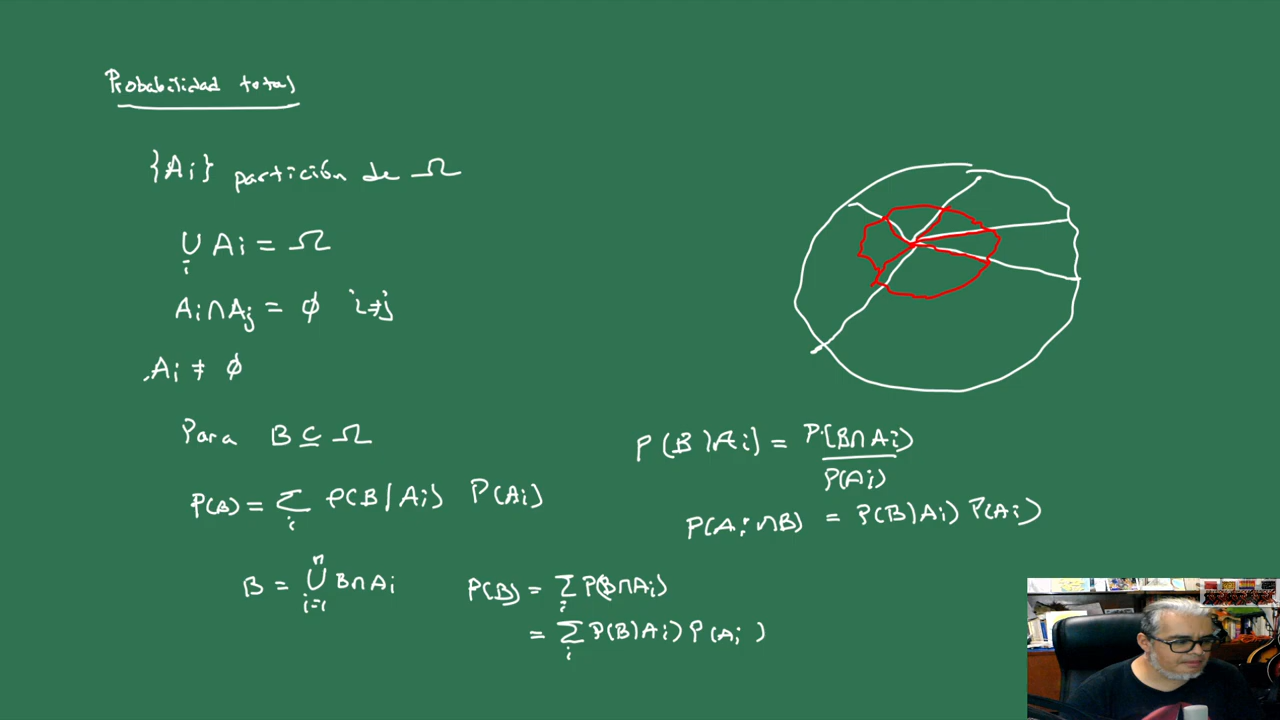 Probabilidad total
{Ai} partición de Ω
∪ Ai = Ω
i
Ai ∩ Aj = ∅ i≠j
Ai ≠ ∅
Para B ⊆ Ω
P(B) = Σ P(B|Ai) P(Ai)
i
n
B = ∪ B∩Ai
i=1
P(B|Ai) = P(B∩Ai)
P(Ai)
P(Ai∩B) = P(B|Ai) P(Ai)
P(B) = Σ P(B∩Ai)
i
= Σ P(B|Ai) P(Ai)
i